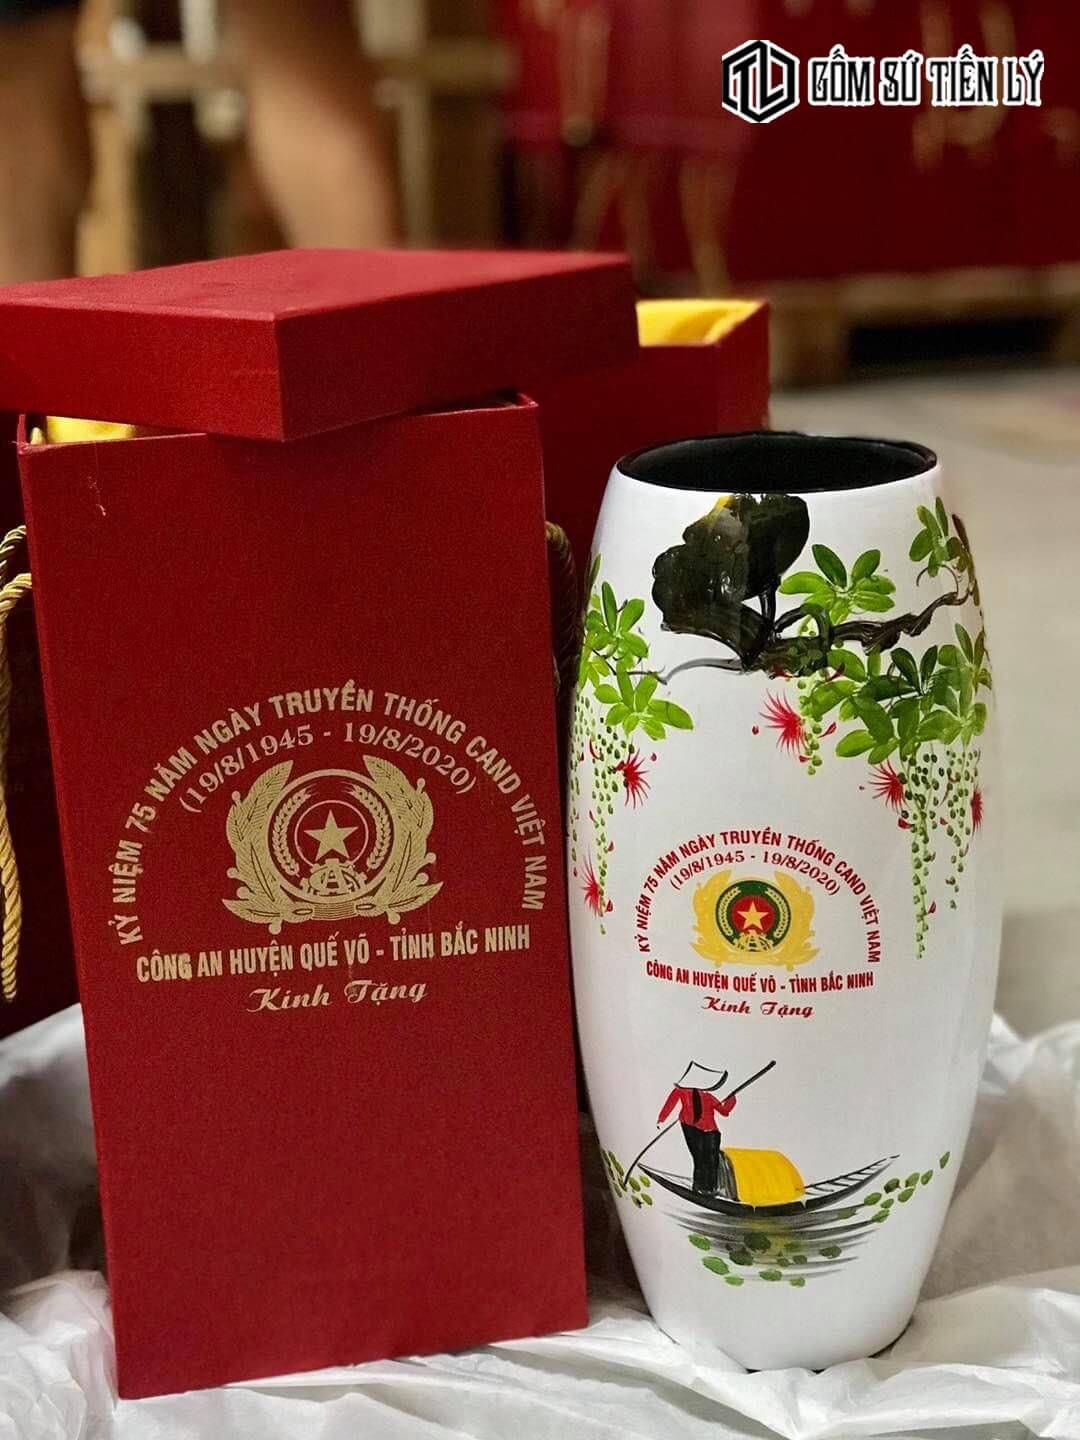 GỐM SỨ TIẾN LÝ
KỶ NIỆM 75 NĂM NGÀY TRUYỀN THỐNG CAND VIỆT NAM
(19/8/1945 - 19/8/2020)
CÔNG AN HUYỆN QUẾ VÕ - TỈNH BẮC NINH
Kính Tặng
KỶ NIỆM 75 NĂM NGÀY TRUYỀN THỐNG CAND VIỆT NAM
(19/8/1945 - 19/8/2020)
CÔNG AN HUYỆN QUẾ VÕ - TỈNH BẮC NINH
Kính Tặng